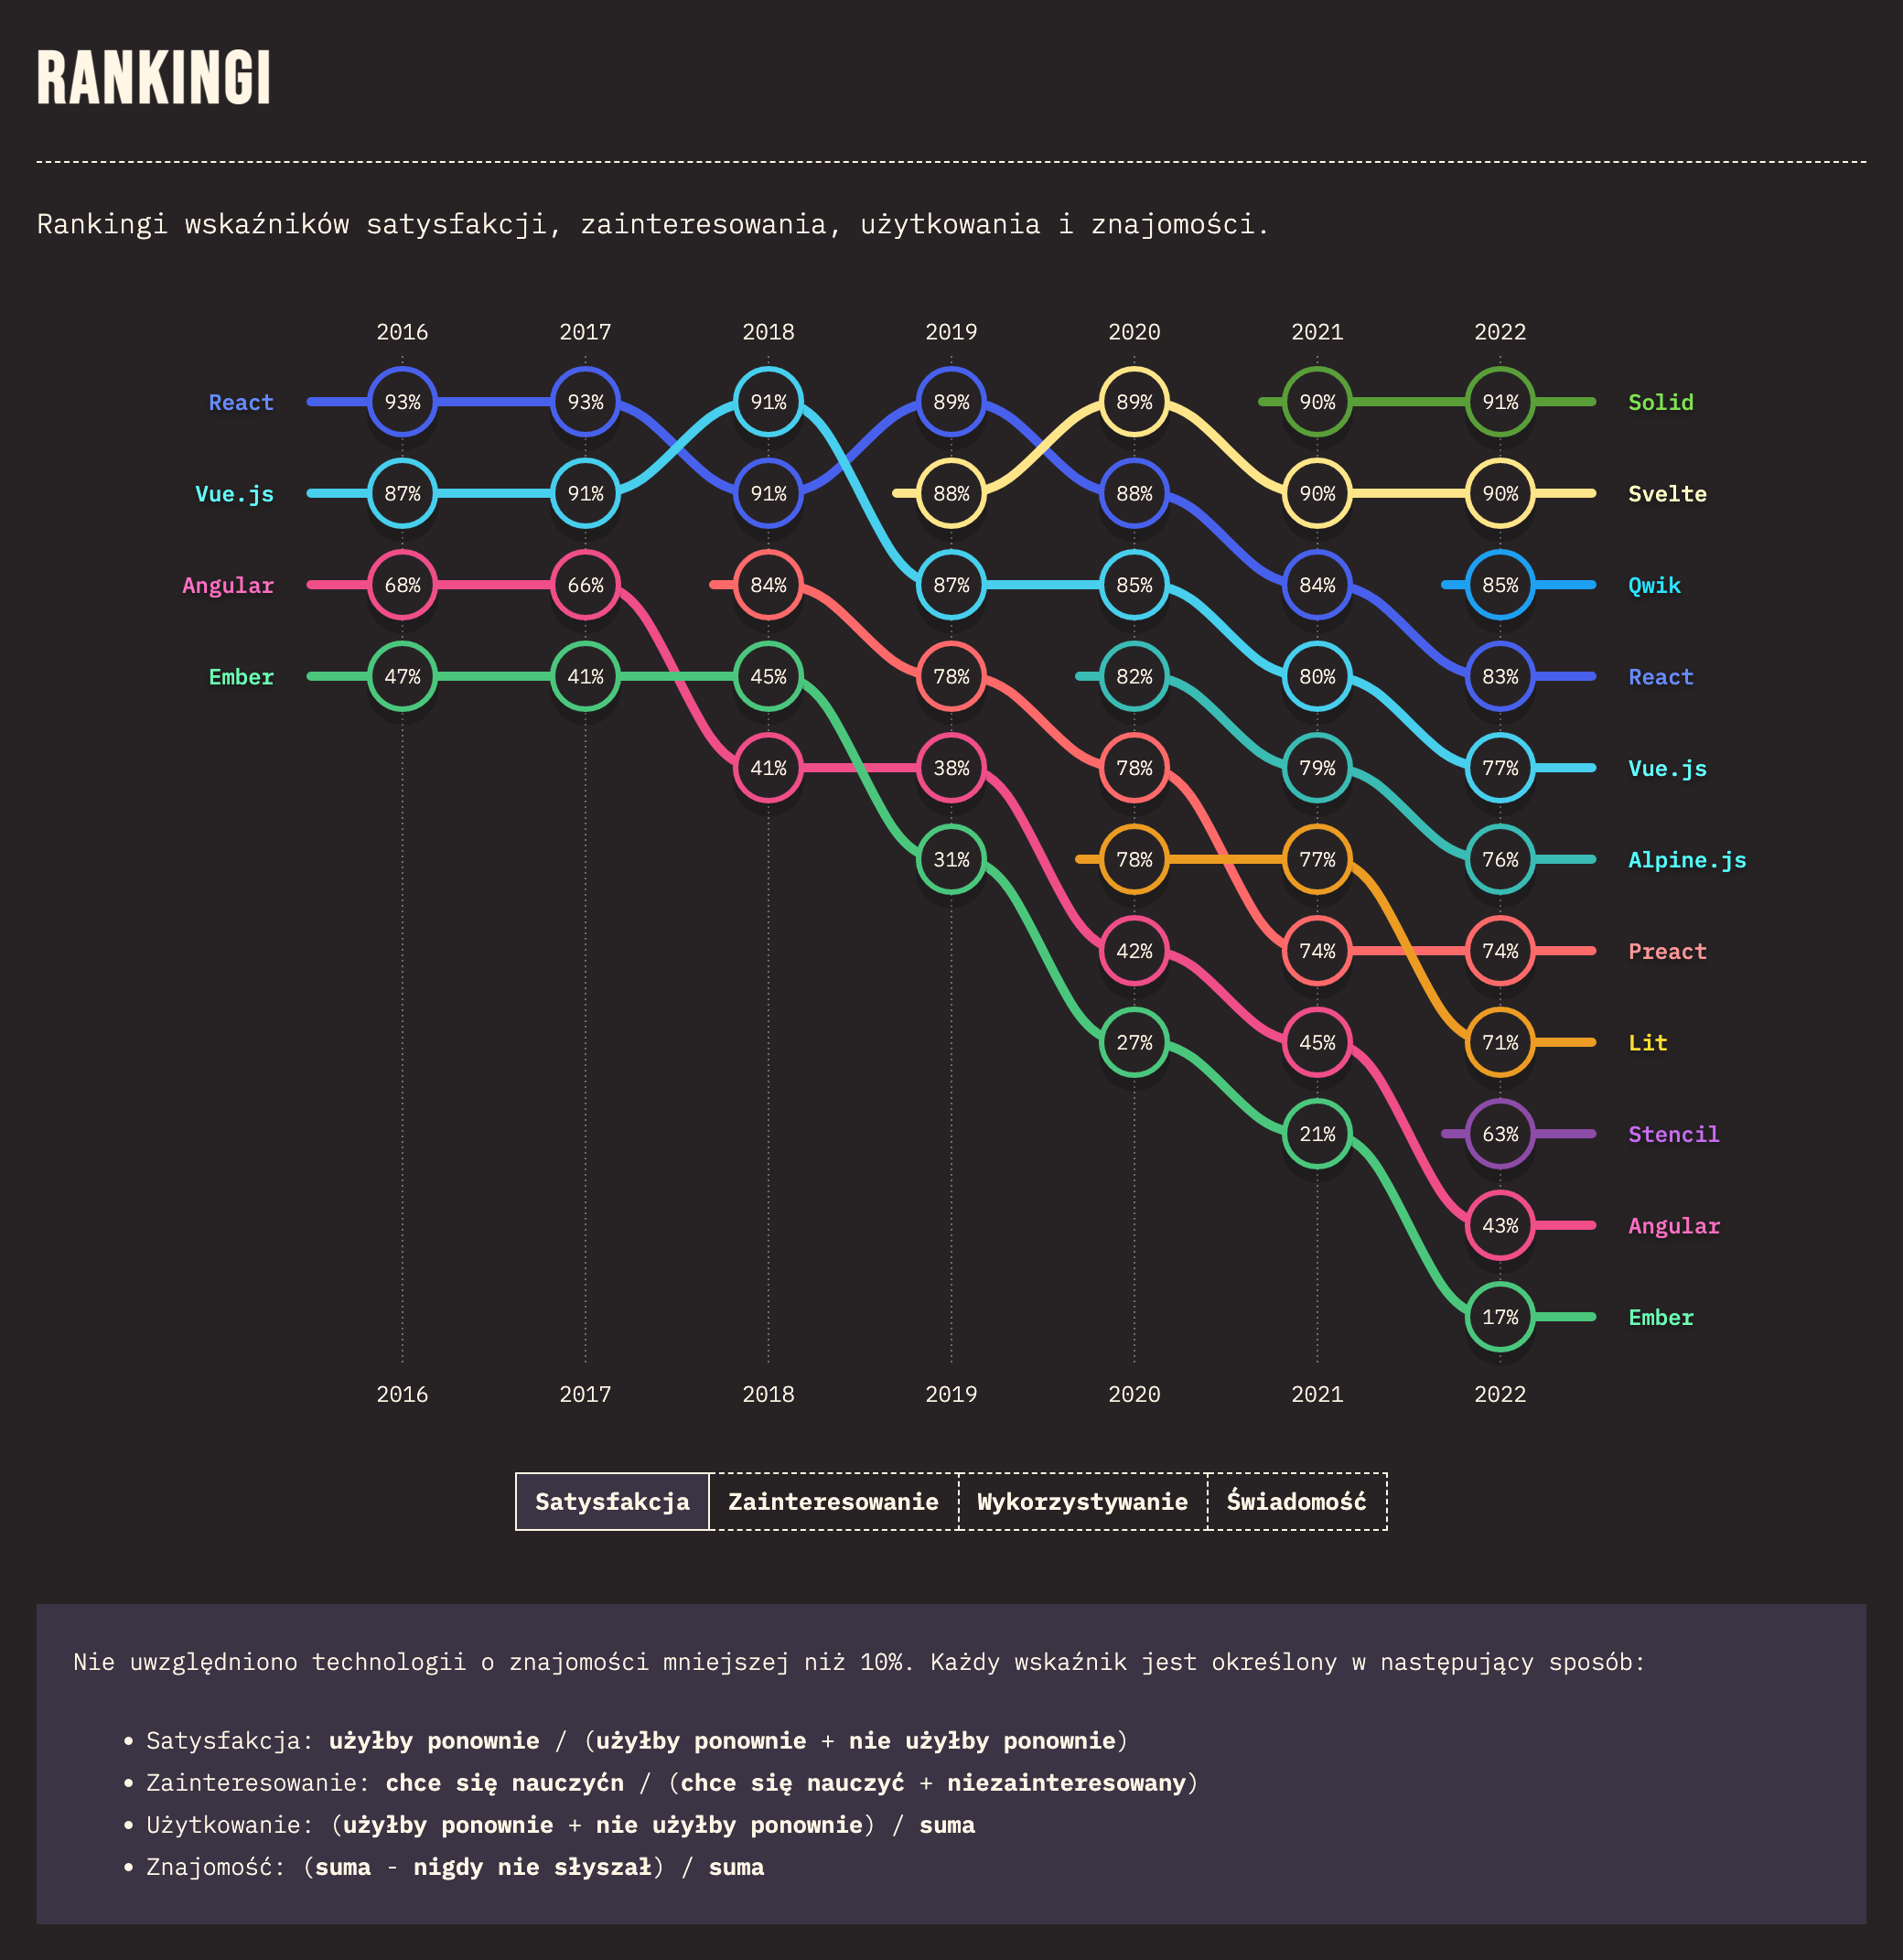 RANKINGI
Rankingi wskaźników satysfakcji, zainteresowania, użytkowania i znajomości.
2016 2017 2018 2019 2020 2021 2022
React 93% 93% 91% 89% 89% 90% 91% Solid
Vue.js 87% 91% 91% 88% 88% 90% 90% Svelte
Angular 68% 66% 84% 87% 85% 84% 85% Qwik
Ember 47% 41% 45% 78% 82% 80% 83% React
41% 38% 78% 79% 77% Vue.js
31% 78% 77% 76% Alpine.js
42% 74% 74% Preact
27% 45% 71% Lit
21% 63% Stencil
43% Angular
17% Ember
2016 2017 2018 2019 2020 2021 2022
Satysfakcja Zainteresowanie Wykorzystywanie Świadomość
Nie uwzględniono technologii o znajomości mniejszej niż 10%. Każdy wskaźnik jest określony w następujący sposób:
• Satysfakcja: użyłby ponownie / (użyłby ponownie + nie użyłby ponownie)
• Zainteresowanie: chce się nauczyćn / (chce się nauczyć + niezainteresowany)
• Użytkowanie: (użyłby ponownie + nie użyłby ponownie) / suma
• Znajomość: (suma - nigdy nie słyszał) / suma